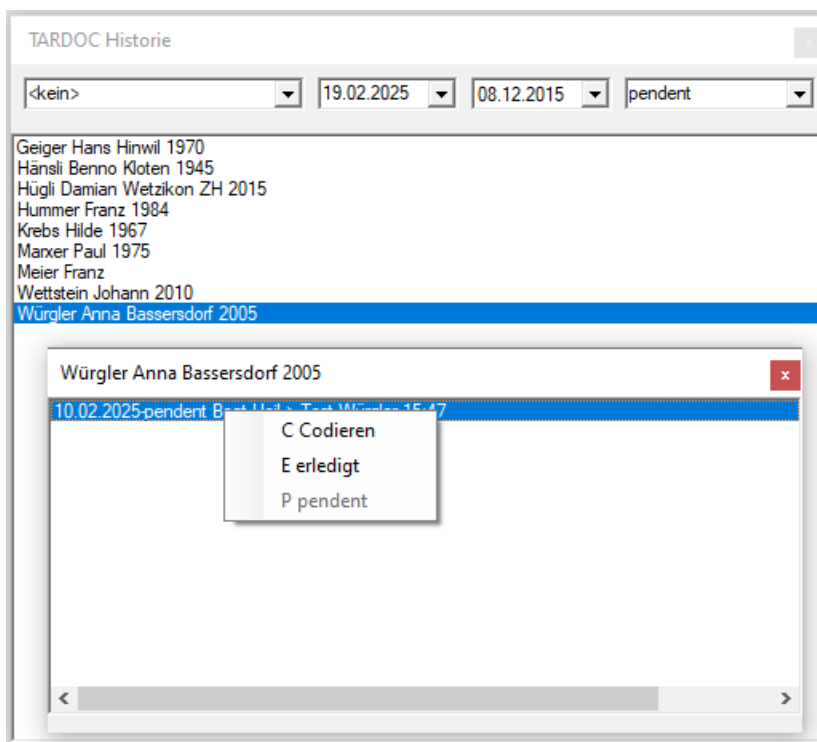 TARDOC Historie
x
<kein> 19.02.2025 08.12.2015 pendent
Geiger Hans Hinwil 1970
Hänsli Benno Kloten 1945
Hügli Damian Wetzikon ZH 2015
Hummer Franz 1984
Krebs Hilde 1967
Marxer Paul 1975
Meier Franz
Wettstein Johann 2010
Würgler Anna Bassersdorf 2005
Würgler Anna Bassersdorf 2005
x
10.02.2025-pendent 15:47
C Codieren
E erledigt
P pendent